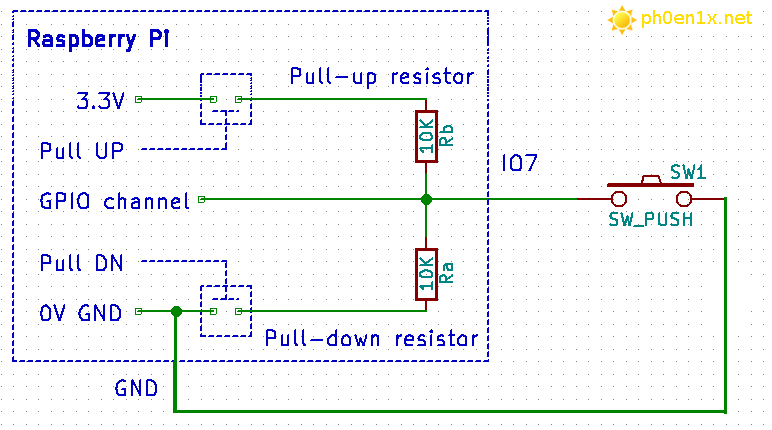 ph0en1x.net
Raspberry Pi
Pull-up resistor
3.3V
10K
Rb
Pull UP
IO7
SW1
GPIO channel
SW_PUSH
Pull DN
10K
Ra
0V GND
Pull-down resistor
GND